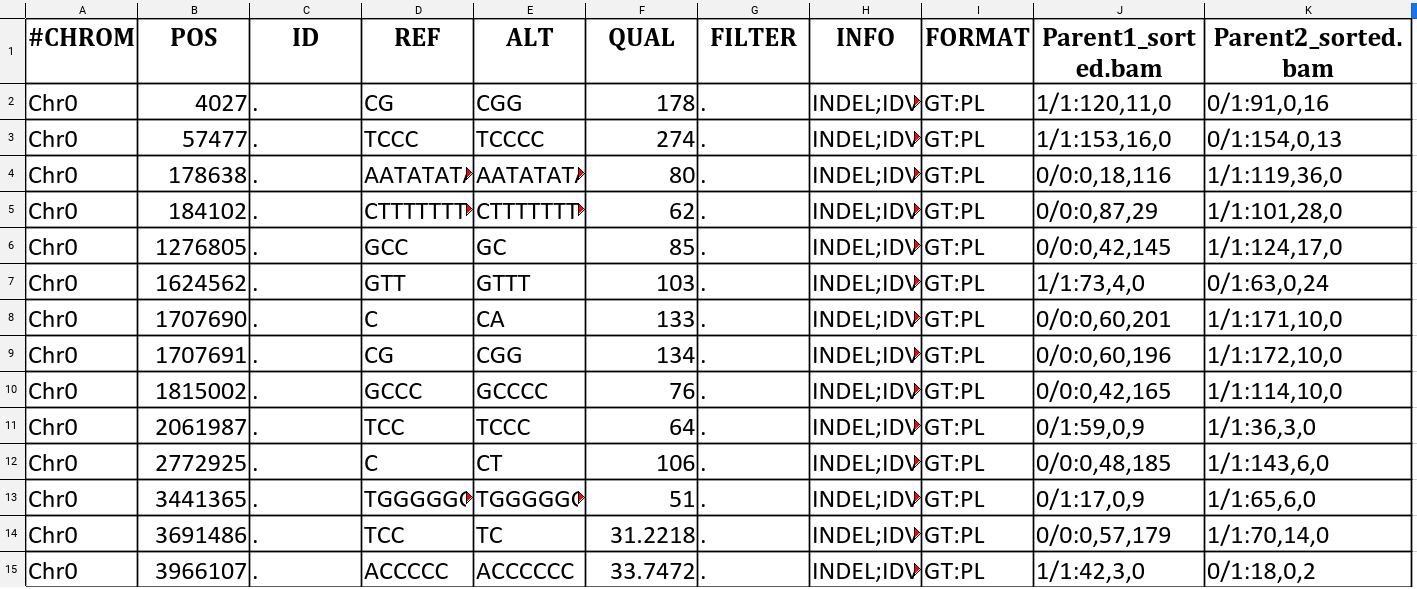 A B C D E F G H I J K
1 #CHROM POS ID REF ALT QUAL FILTER INFO FORMAT Parent1_sort Parent2_sorted.
ed.bam bam
2 Chr0 4027 . CG CGG 178 . INDEL;IDV GT:PL 1/1:120,11,0 0/1:91,0,16
3 Chr0 57477 . TCCC TCCCC 274 . INDEL;IDV GT:PL 1/1:153,16,0 0/1:154,0,13
4 Chr0 178638 . AATATATA AATATATA 80 . INDEL;IDV GT:PL 0/0:0,18,116 1/1:119,36,0
5 Chr0 184102 . CTTTTTTT CTTTTTTT 62 . INDEL;IDV GT:PL 0/0:0,87,29 1/1:101,28,0
6 Chr0 1276805 . GCC GC 85 . INDEL;IDV GT:PL 0/0:0,42,145 1/1:124,17,0
7 Chr0 1624562 . GTT GTTT 103 . INDEL;IDV GT:PL 1/1:73,4,0 0/1:63,0,24
8 Chr0 1707690 . C CA 133 . INDEL;IDV GT:PL 0/0:0,60,201 1/1:171,10,0
9 Chr0 1707691 . CG CGG 134 . INDEL;IDV GT:PL 0/0:0,60,196 1/1:172,10,0
10 Chr0 1815002 . GCCC GCCCC 76 . INDEL;IDV GT:PL 0/0:0,42,165 1/1:114,10,0
11 Chr0 2061987 . TCC TCCC 64 . INDEL;IDV GT:PL 0/1:59,0,9 1/1:36,3,0
12 Chr0 2772925 . C CT 106 . INDEL;IDV GT:PL 0/0:0,48,185 1/1:143,6,0
13 Chr0 3441365 . TGGGGGG TGGGGGG 51 . INDEL;IDV GT:PL 0/1:17,0,9 1/1:65,6,0
14 Chr0 3691486 . TCC TC 31.2218 . INDEL;IDV GT:PL 0/0:0,57,179 1/1:70,14,0
15 Chr0 3966107 . ACCCCC ACCCCCC 33.7472 . INDEL;IDV GT:PL 1/1:42,3,0 0/1:18,0,2